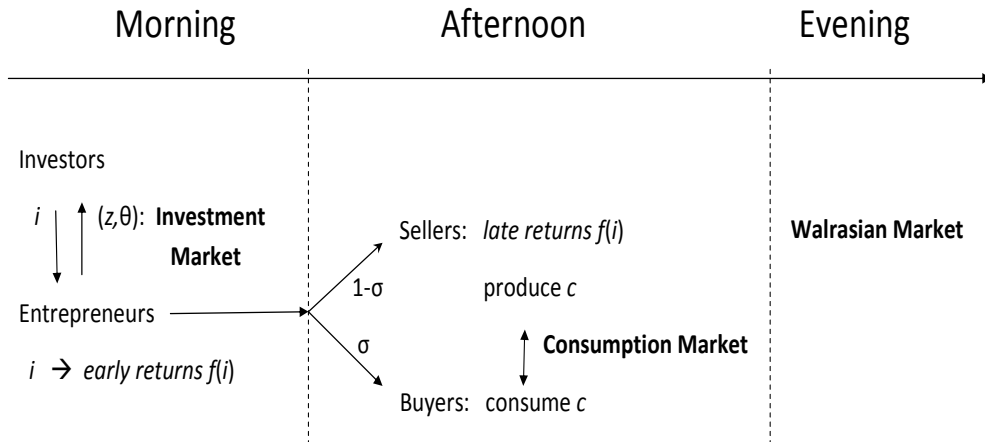 Morning Afternoon Evening
Investors
i (z,θ): Investment
Market
Sellers: late returns f(i) Walrasian Market
1-σ produce c
Entrepreneurs
σ Consumption Market
i → early returns f(i)
Buyers: consume c